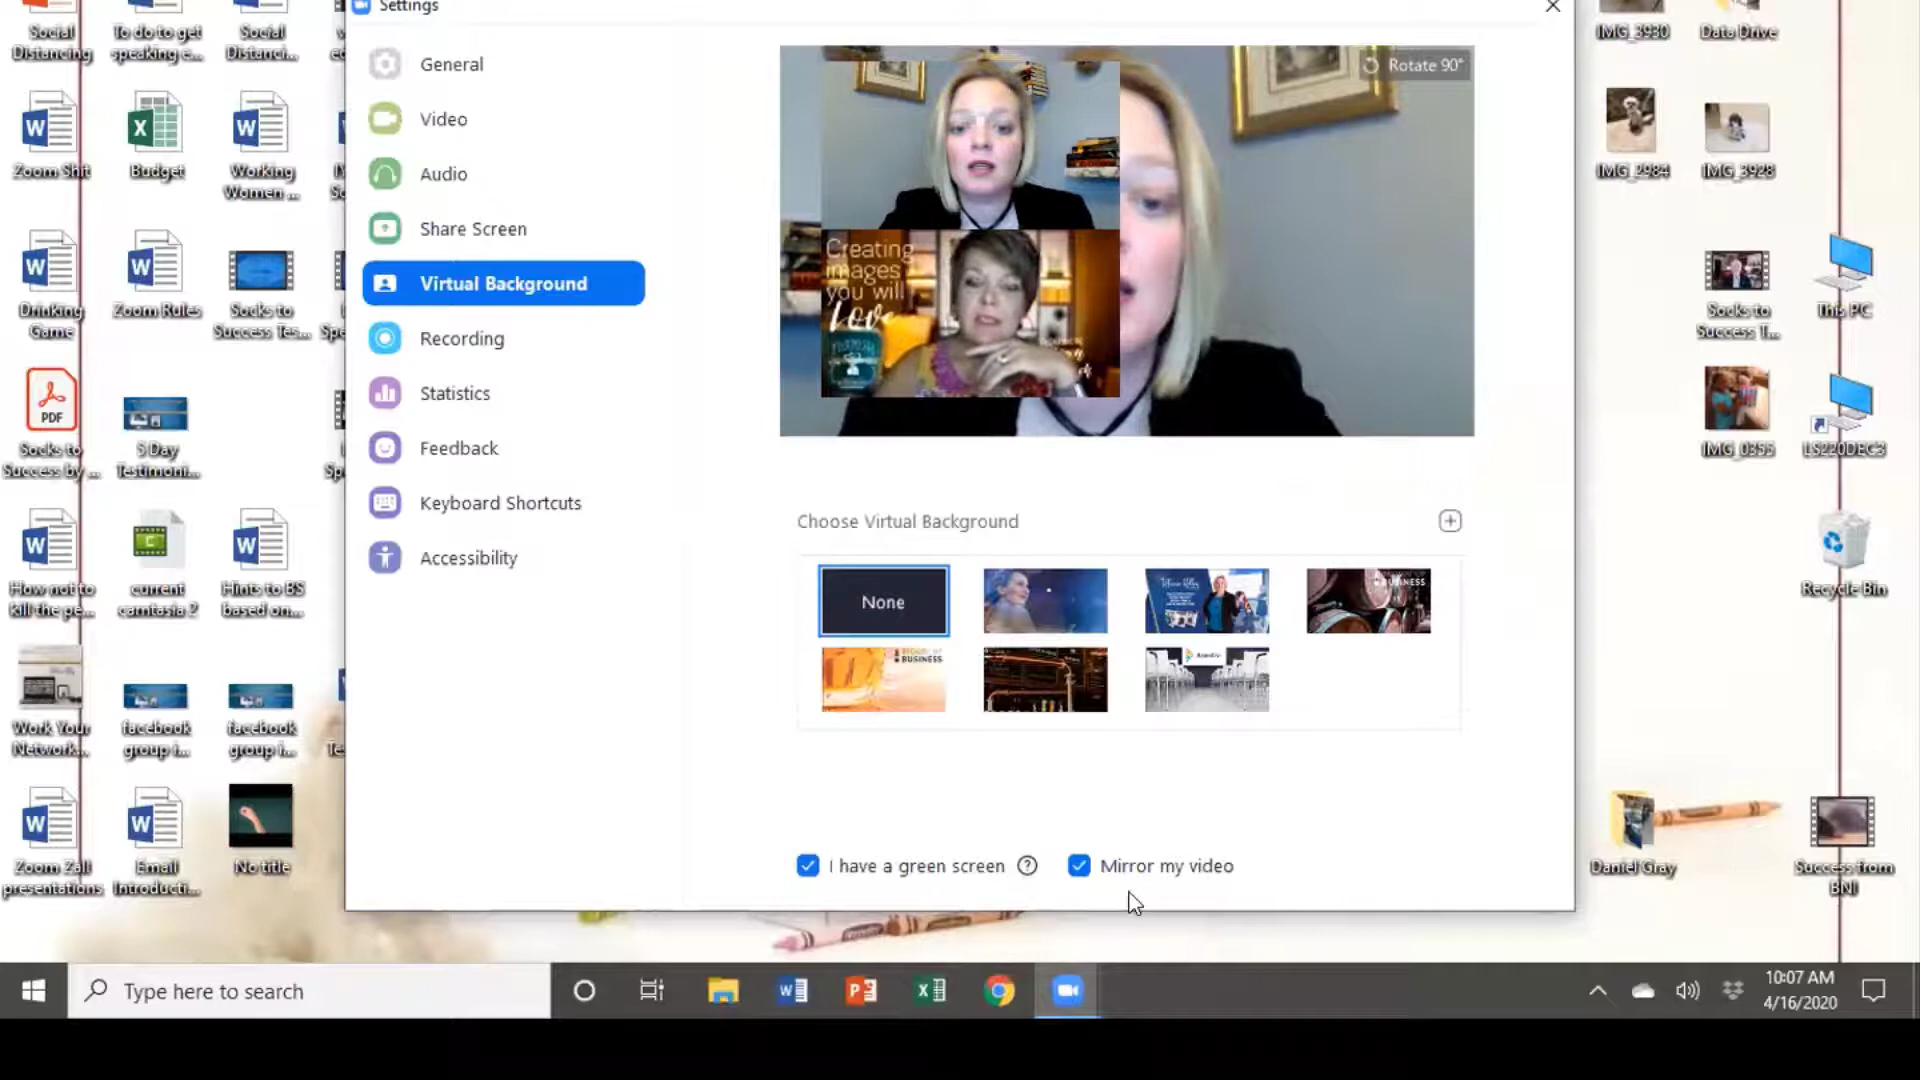 Settings
General
Video
Audio
Share Screen
Virtual Background
Recording
Statistics
Feedback
Keyboard Shortcuts
Accessibility
Rotate 90°
Creating
images
you will
Love
Choose Virtual Background
None
BUSINESS
BUSINESS
I have a green screen
Mirror my video
Social
Distancing
To do to get
speaking e...
Social
Distanci...
Zoom Shit
Budget
Working
Women ...
Drinking
Game
Zoom Rules
Socks to
Success Tes...
PDF
Socks to
Success by ...
5 Day
Testimoni...
How not to
kill the pe...
current
camtasia 2
Hints to BS
based on...
Work Your
Network...
facebook
group i...
facebook
group i...
Zoom Zall
presentations
Email
Introducti...
No title
IMG_3930
Data Drive
IMG_2984
IMG_3928
Socks to
Success T...
This PC
IMG_0355
LS220DEC3
Recycle Bin
Daniel Gray
Success from
BNI
Type here to search
10:07 AM
4/16/2020